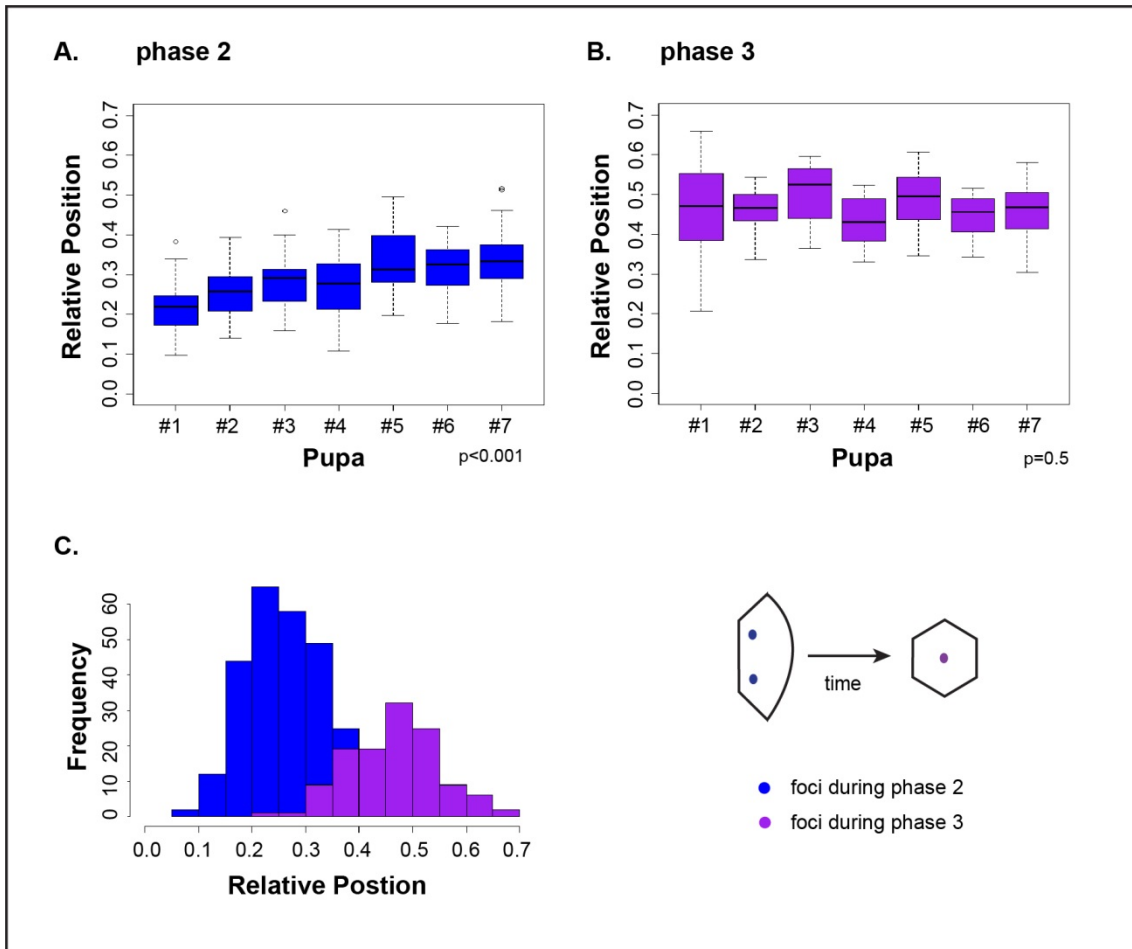 A. phase 2
B. phase 3
Relative Position
0.0 0.1 0.2 0.3 0.4 0.5 0.6 0.7
#1 #2 #3 #4 #5 #6 #7
Pupa
p<0.001
Relative Position
0.0 0.1 0.2 0.3 0.4 0.5 0.6 0.7
#1 #2 #3 #4 #5 #6 #7
Pupa
p=0.5
C.
Frequency
0 10 20 30 40 50 60
0.0 0.1 0.2 0.3 0.4 0.5 0.6 0.7
Relative Postion
time
foci during phase 2
foci during phase 3